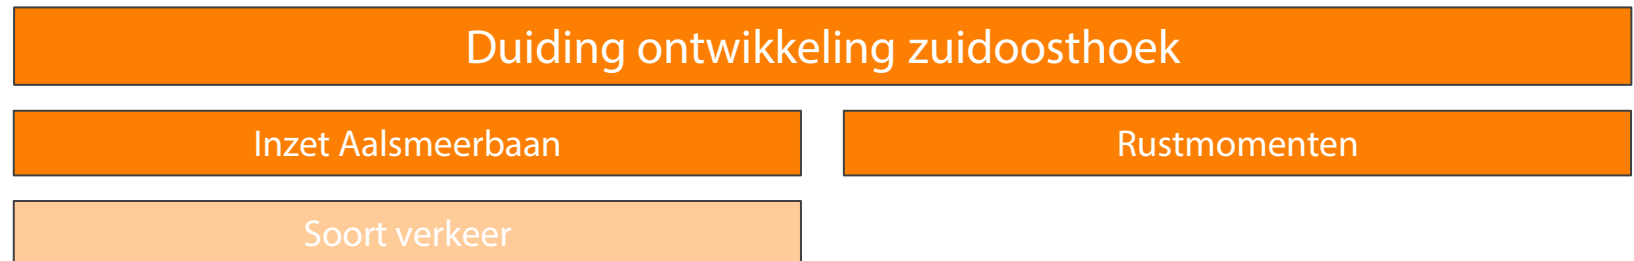 Duiding ontwikkeling zuidoosthoek
Inzet Aalsmeerbaan
Rustmomenten
Soort verkeer